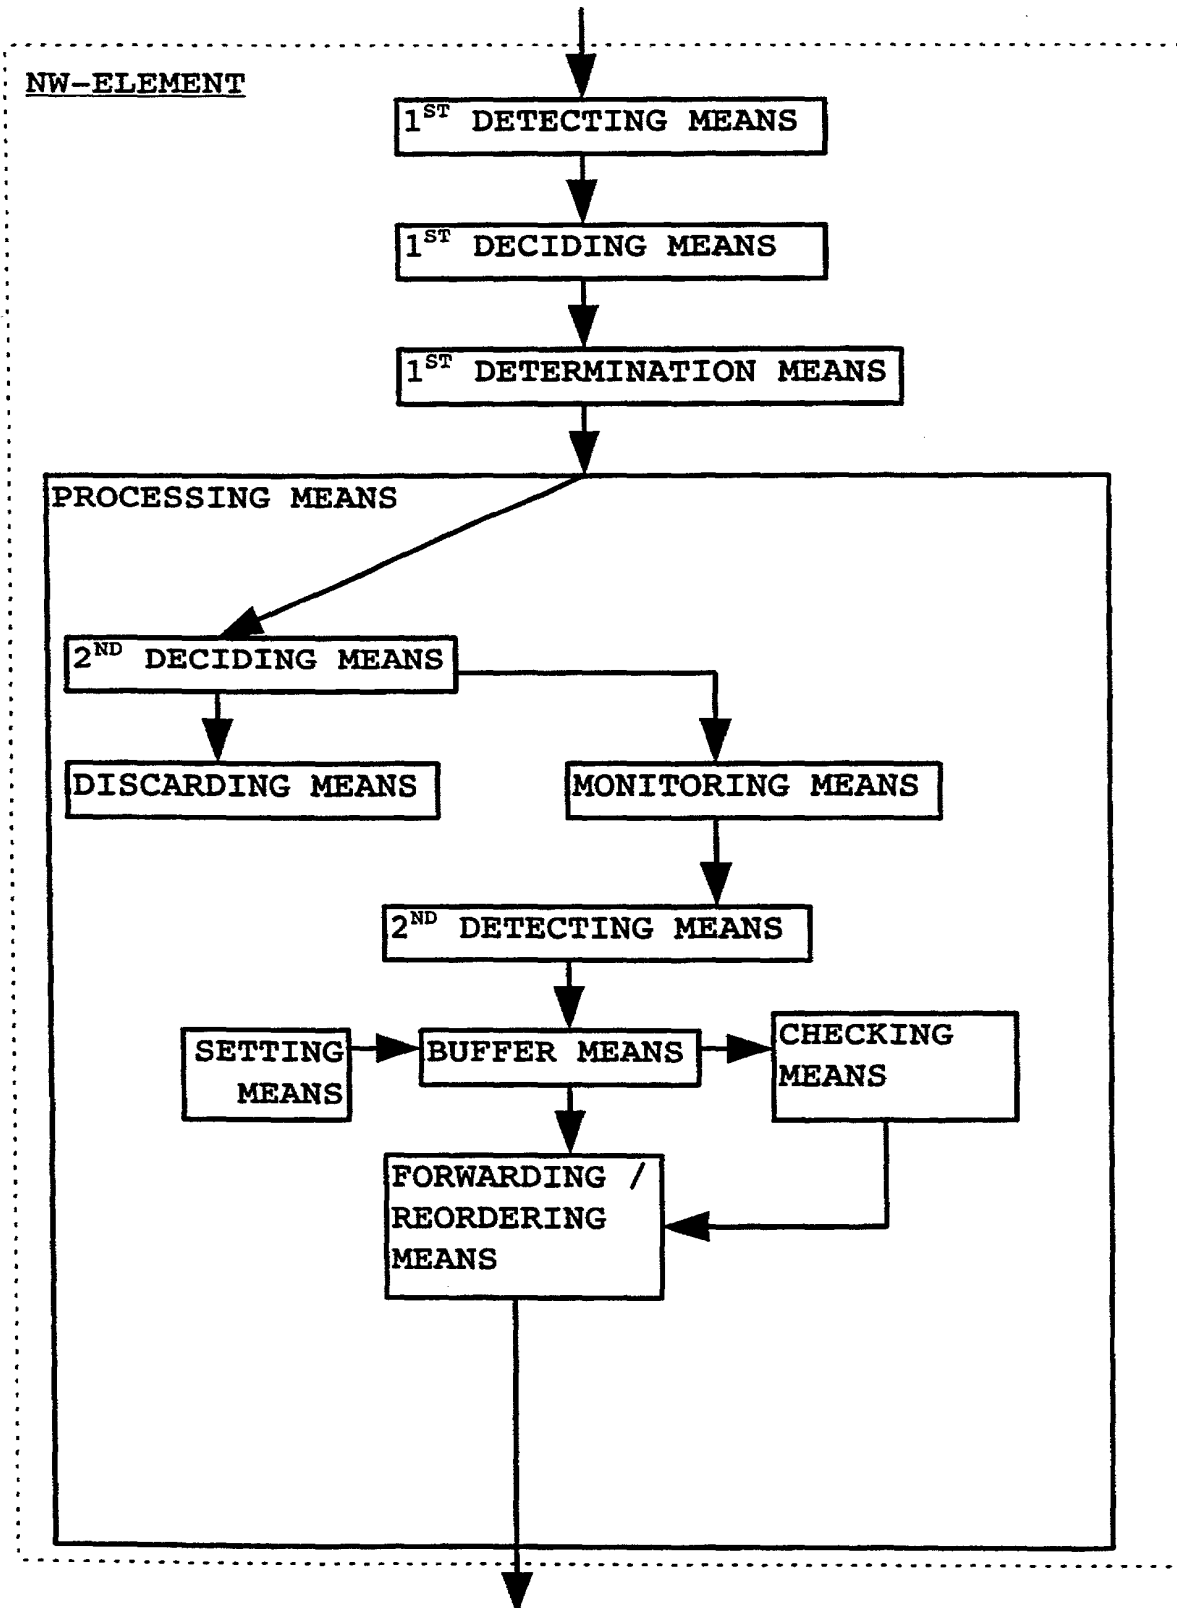 NW-ELEMENT
1ST DETECTING MEANS
1ST DECIDING MEANS
1ST DETERMINATION MEANS
PROCESSING MEANS
2ND DECIDING MEANS
DISCARDING MEANS
MONITORING MEANS
2ND DETECTING MEANS
SETTING
MEANS
BUFFER MEANS
CHECKING
MEANS
FORWARDING /
REORDERING
MEANS